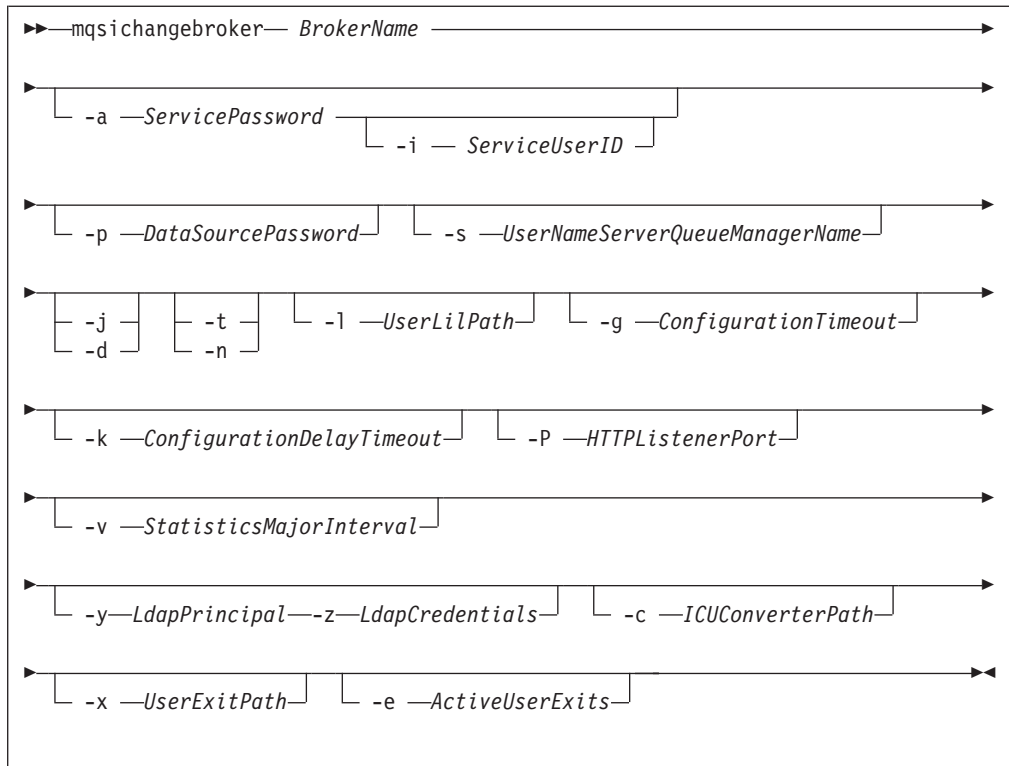 mqsichangebroker BrokerName
-a ServicePassword
-i ServiceUserID
-p DataSourcePassword -s UserNameServerQueueManagerName
-j -t -l UserLilPath -g ConfigurationTimeout
-d -n
-k ConfigurationDelayTimeout -P HTTPListenerPort
-v StatisticsMajorInterval
-y LdapPrincipal -z LdapCredentials -c ICUConverterPath
-x UserExitPath -e ActiveUserExits